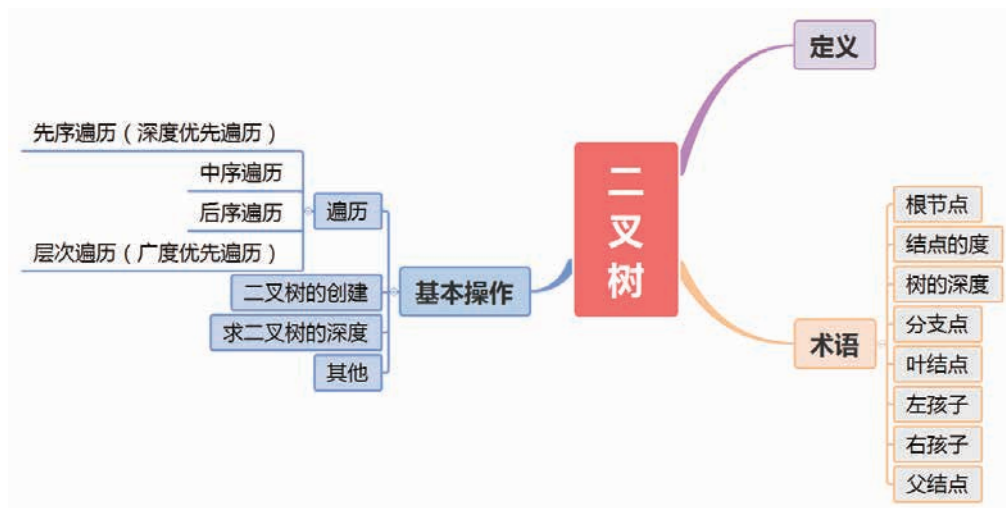 二叉树
定义
术语
根节点
结点的度
树的深度
分支点
叶结点
左孩子
右孩子
父结点
基本操作
遍历
先序遍历（深度优先遍历）
中序遍历
后序遍历
层次遍历（广度优先遍历）
二叉树的创建
求二叉树的深度
其他